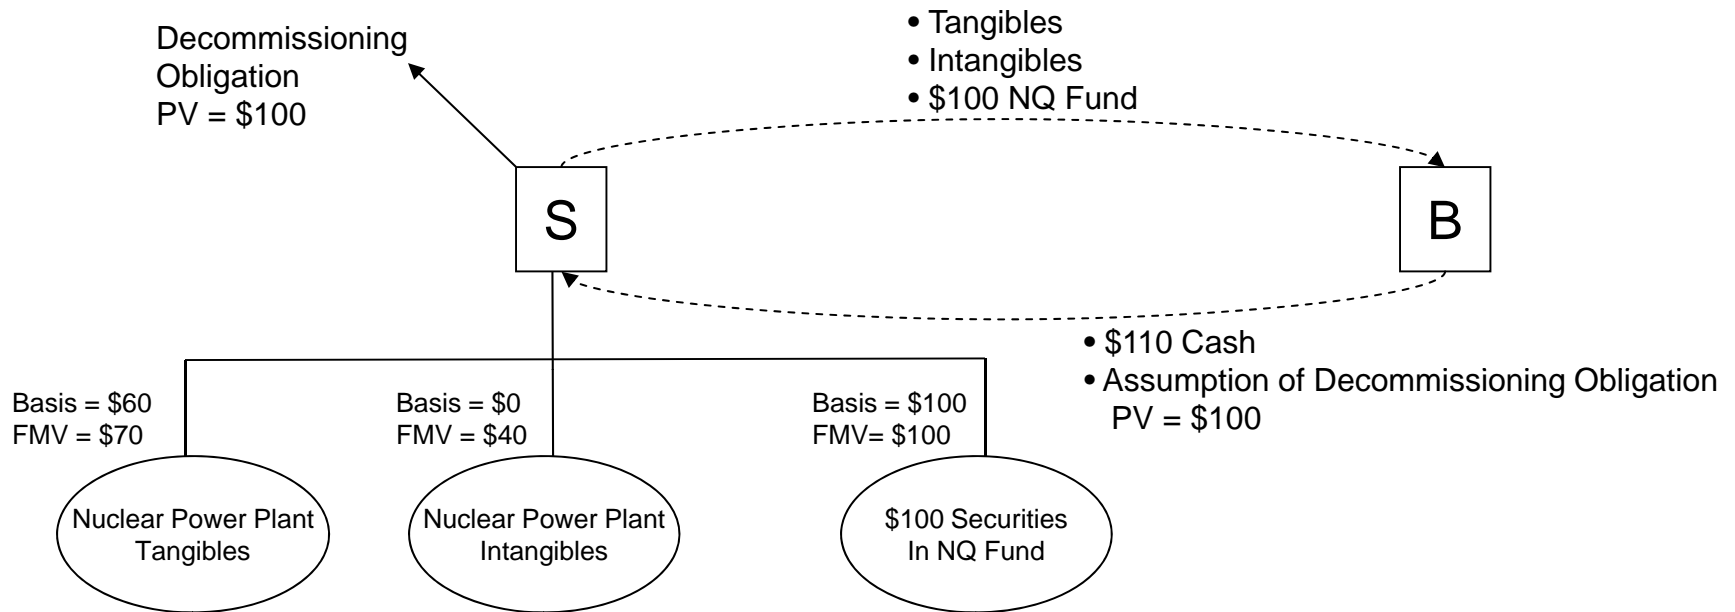 Decommissioning
Obligation
PV = $100
• Tangibles
• Intangibles
• $100 NQ Fund
S
B
• $110 Cash
• Assumption of Decommissioning Obligation
PV = $100
Basis = $60
FMV = $70
Basis = $0
FMV = $40
Basis = $100
FMV= $100
Nuclear Power Plant
Tangibles
Nuclear Power Plant
Intangibles
$100 Securities
In NQ Fund